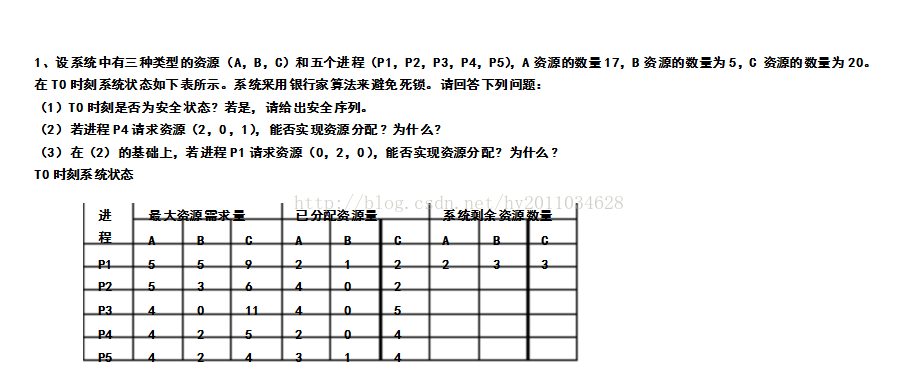 1、设系统中有三种类型的资源（A，B，C）和五个进程（P1，P2，P3，P4，P5），A 资源的数量 17，B 资源的数量为 5，C 资源的数量为 20。
在 T0 时刻系统状态如下表所示。系统采用银行家算法来避免死锁。请回答下列问题：
（1）T0 时刻是否为安全状态？若是，请给出安全序列。
（2）若进程 P4 请求资源（2，0，1），能否实现资源分配？为什么？
（3）在（2）的基础上，若进程 P1 请求资源（0，2，0），能否实现资源分配？为什么？
T0 时刻系统状态
http://blog.csdn.net/hy2011034628
进程 最大资源需求量 已分配资源量 系统剩余资源数量
A B C A B C A B C
P1 5 5 9 2 1 2 2 3 3
P2 5 3 6 4 0 2
P3 4 0 11 4 0 5
P4 4 2 5 2 0 4
P5 4 2 4 3 1 4